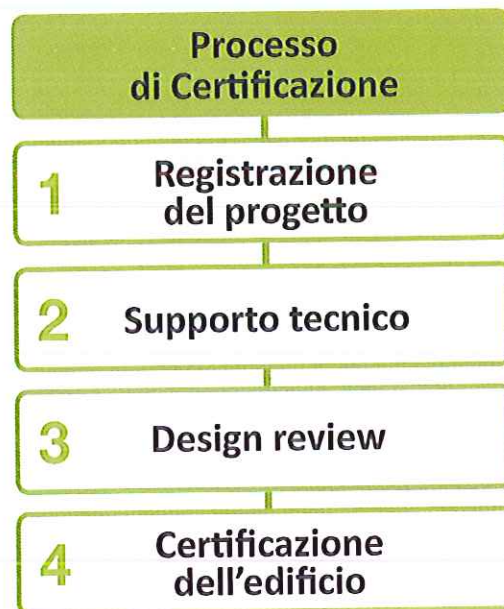 Processo
di Certificazione
1 Registrazione
del progetto
2 Supporto tecnico
3 Design review
4 Certificazione
dell'edificio